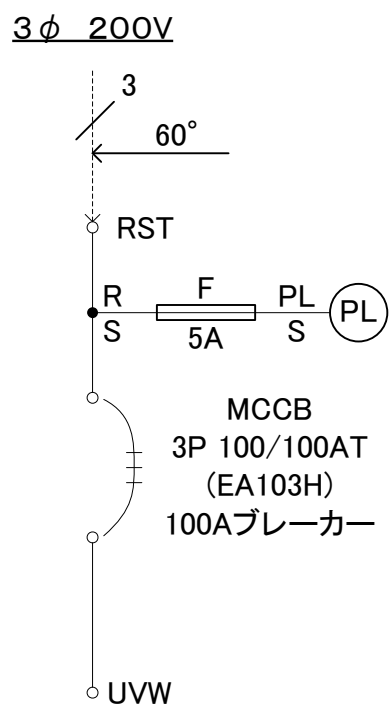 3φ 200V
3
60°
RST
R F PL
S 5A S
PL
MCCB
3P 100/100AT
(EA103H)
100Aブレーカー
UVW